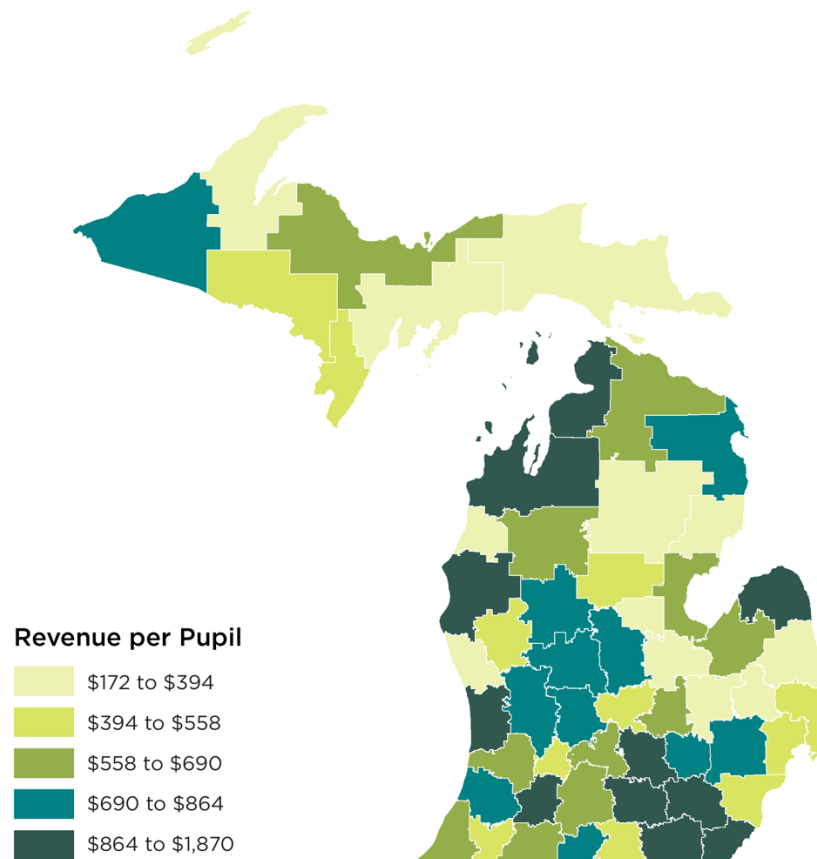 Revenue per Pupil
$172 to $394
$394 to $558
$558 to $690
$690 to $864
$864 to $1,870